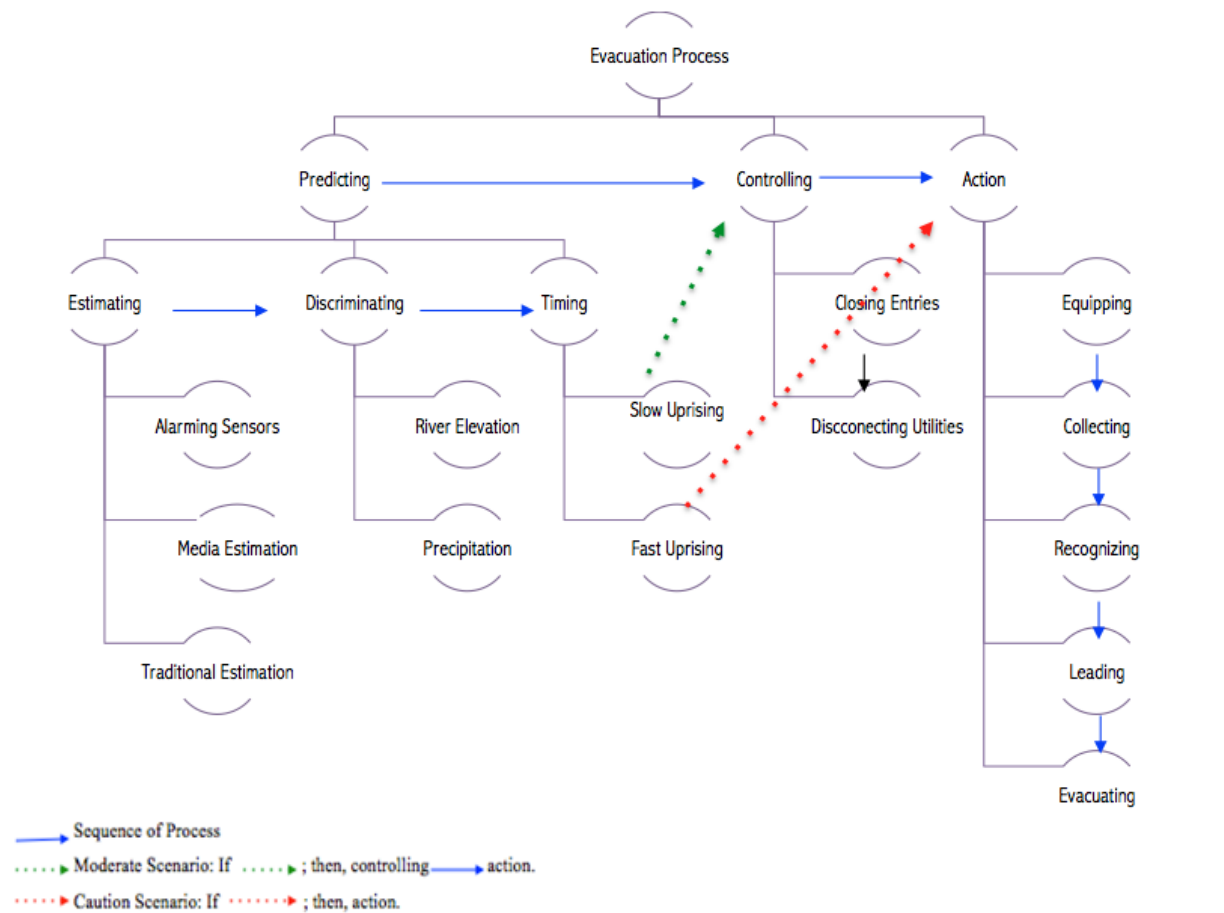 Evacuation Process
Predicting
Controlling
Action
Estimating
Discriminating
Timing
Closing Entries
Equipping
Alarming Sensors
River Elevation
Slow Uprising
Discconecting Utilities
Collecting
Media Estimation
Precipitation
Fast Uprising
Recognizing
Traditional Estimation
Leading
Evacuating
Sequence of Process
Moderate Scenario: If ; then, controlling action.
Caution Scenario: If ; then, action.